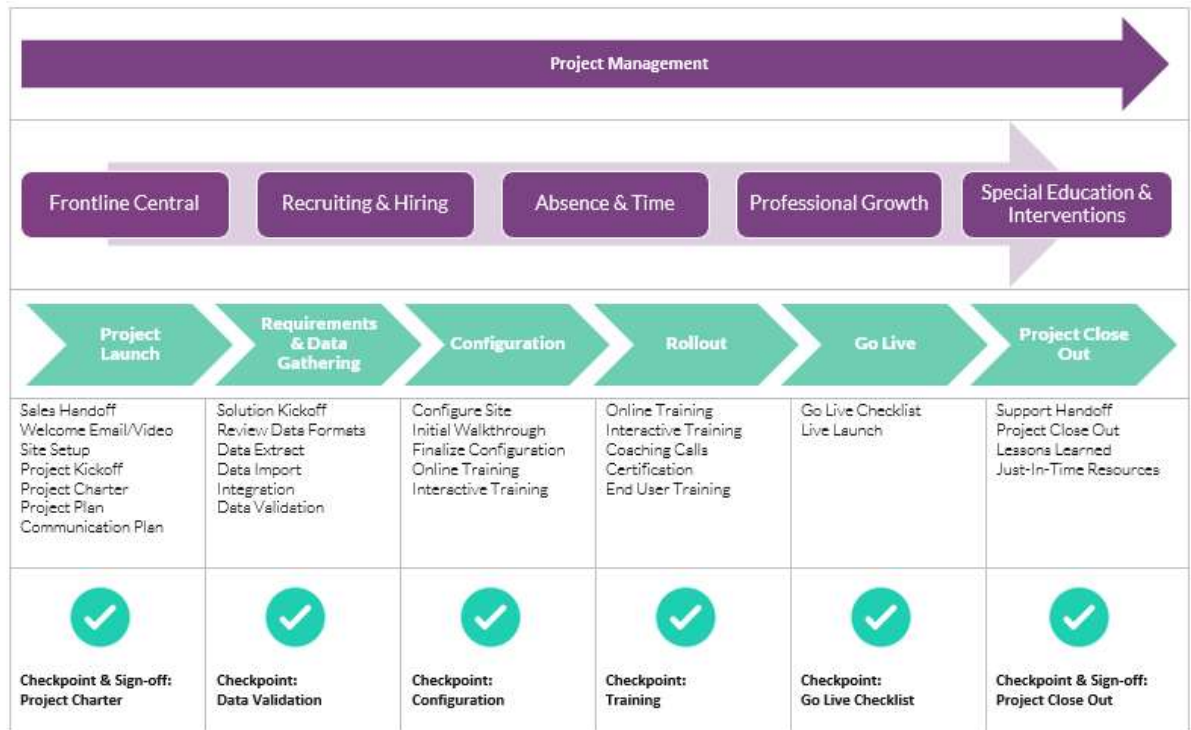 Project Management
Frontline Central
Recruiting & Hiring
Absence & Time
Professional Growth
Special Education &
Interventions
Project
Launch
Requirements
& Data
Gathering
Configuration
Rollout
Go Live
Project Close
Out
Sales Handoff
Welcome Email/Video
Site Setup
Project Kickoff
Project Charter
Project Plan
Communication Plan
Solution Kickoff
Review Data Formats
Data Extract
Data Import
Integration
Data Validation
Configure Site
Initial Walkthrough
Finalize Configuration
Online Training
Interactive Training
Online Training
Interactive Training
Coaching Calls
Certification
End User Training
Go Live Checklist
Live Launch
Support Handoff
Project Close Out
Lessons Learned
Just-In-Time Resources
Checkpoint & Sign-off:
Project Charter
Checkpoint:
Data Validation
Checkpoint:
Configuration
Checkpoint:
Training
Checkpoint:
Go Live Checklist
Checkpoint & Sign-off:
Project Close Out